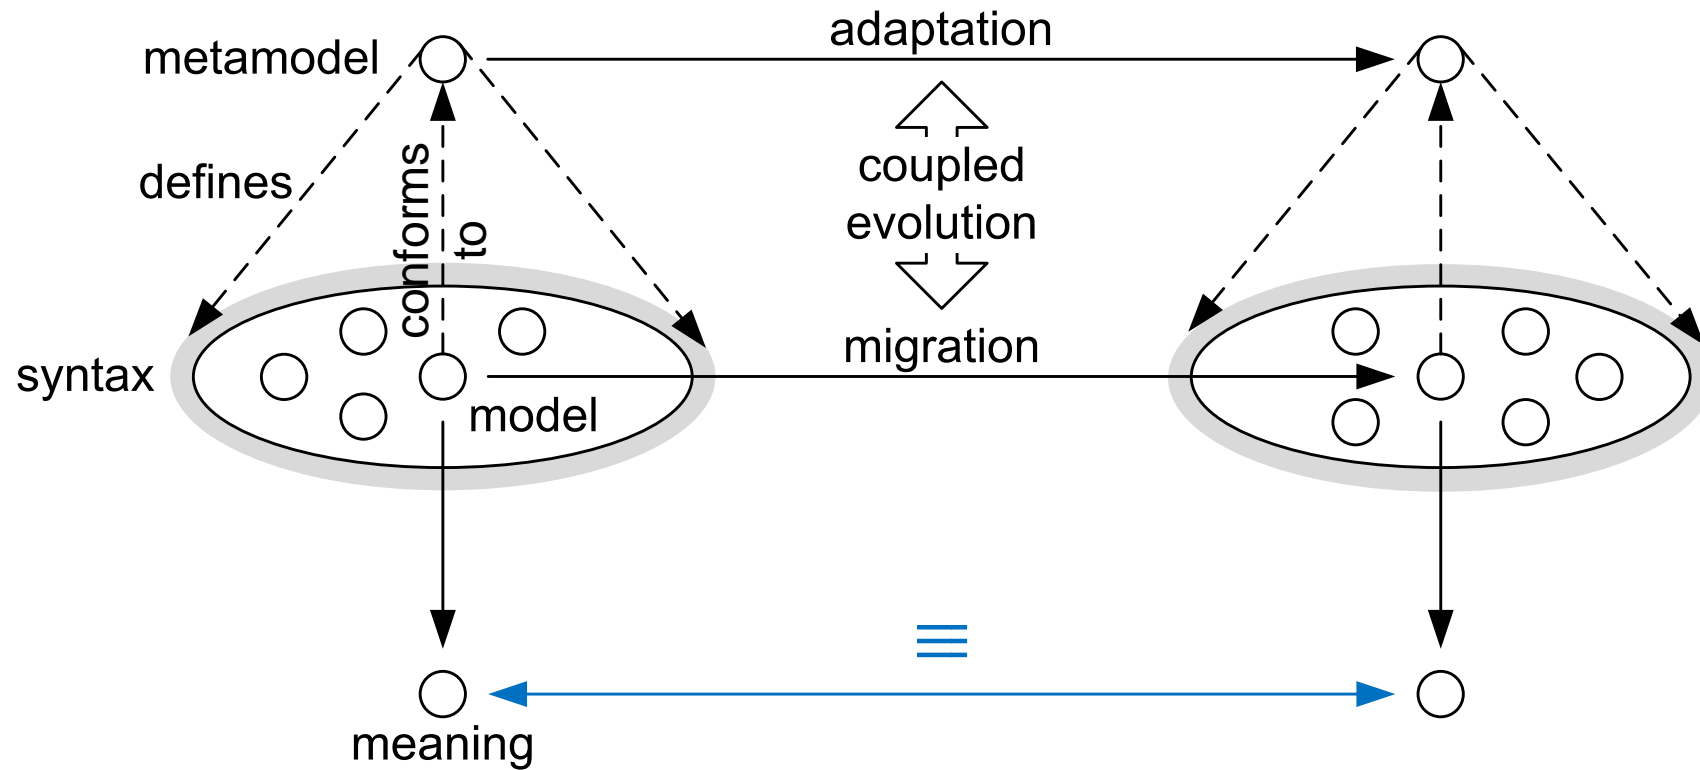 metamodel
adaptation
defines
conforms
to
coupled
evolution
migration
syntax
model
≡
meaning